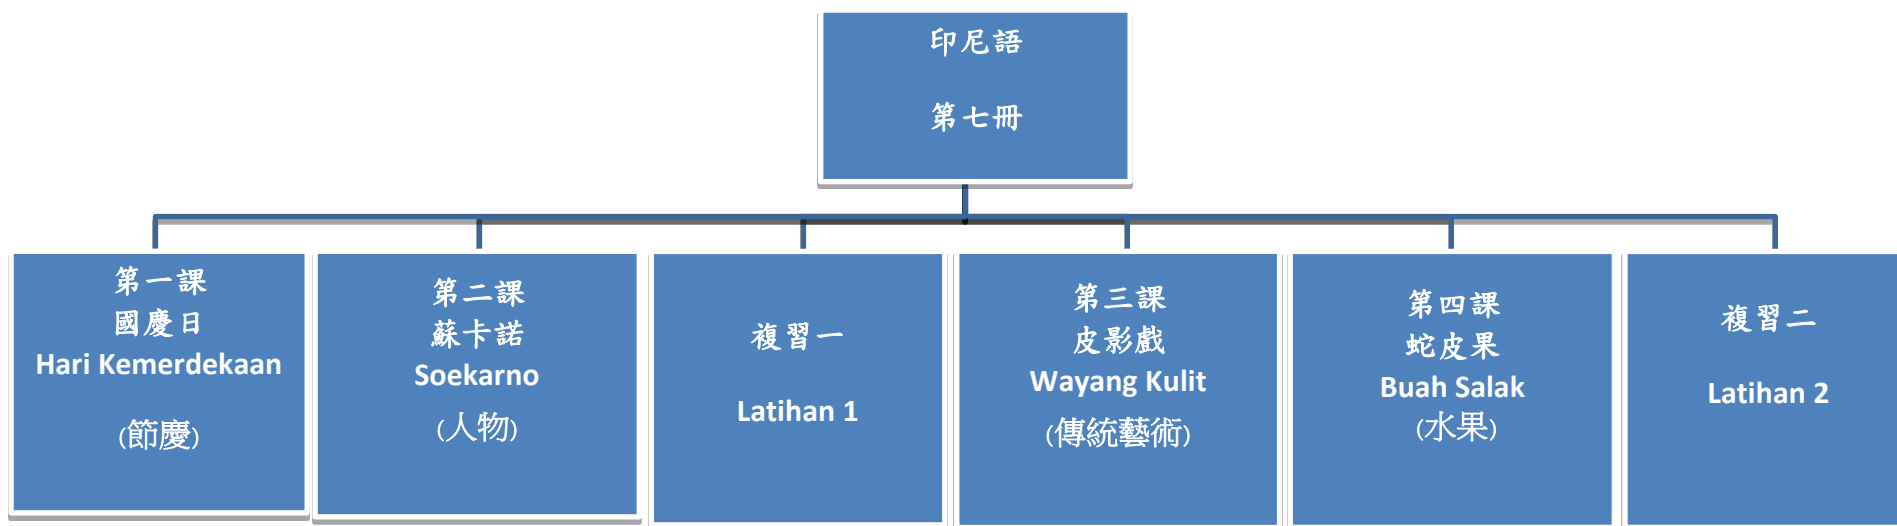 印尼語
第七冊
第一課
國慶日
Hari Kemerdekaan
(節慶)
第二課
蘇卡諾
Soekarno
(人物)
複習一
Latihan 1
第三課
皮影戲
Wayang Kulit
(傳統藝術)
第四課
蛇皮果
Buah Salak
(水果)
複習二
Latihan 2